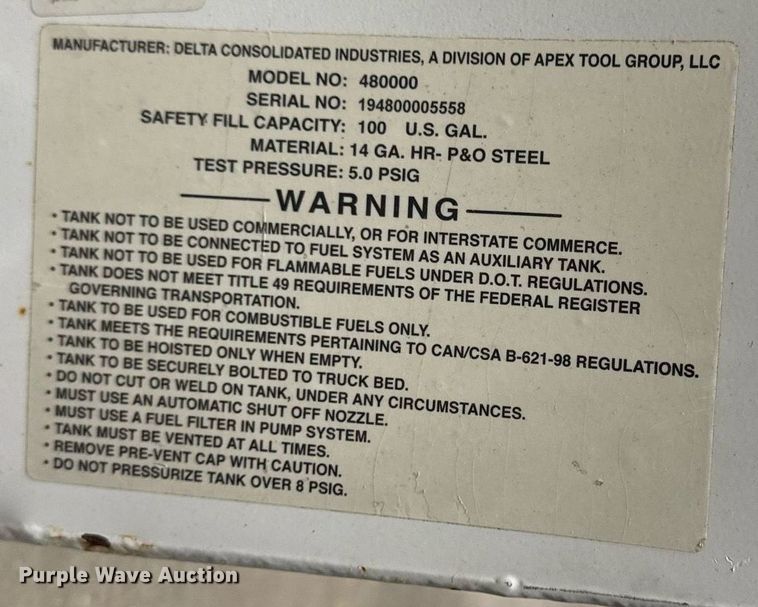 MANUFACTURER: DELTA CONSOLIDATED INDUSTRIES, A DIVISION OF APEX TOOL GROUP, LLC
MODEL NO: 480000
SERIAL NO: 194800005558
SAFETY FILL CAPACITY: 100 U.S. GAL.
MATERIAL: 14 GA. HR- P&O STEEL
TEST PRESSURE: 5.0 PSIG
WARNING
• TANK NOT TO BE USED COMMERCIALLY, OR FOR INTERSTATE COMMERCE.
• TANK NOT TO BE CONNECTED TO FUEL SYSTEM AS AN AUXILIARY TANK.
• TANK NOT TO BE USED FOR FLAMMABLE FUELS UNDER D.O.T. REGULATIONS.
• TANK DOES NOT MEET TITLE 49 REQUIREMENTS OF THE FEDERAL REGISTER
GOVERNING TRANSPORTATION.
• TANK TO BE USED FOR COMBUSTIBLE FUELS ONLY.
• TANK MEETS THE REQUIREMENTS PERTAINING TO CAN/CSA B-621-98 REGULATIONS.
• TANK TO BE HOISTED ONLY WHEN EMPTY.
• TANK TO BE SECURELY BOLTED TO TRUCK BED.
• DO NOT CUT OR WELD ON TANK, UNDER ANY CIRCUMSTANCES.
• MUST USE AN AUTOMATIC SHUT OFF NOZZLE.
• MUST USE A FUEL FILTER IN PUMP SYSTEM.
• TANK MUST BE VENTED AT ALL TIMES.
• REMOVE PRE-VENT CAP WITH CAUTION.
• DO NOT PRESSURIZE TANK OVER 8 PSIG.
Purple Wave Auction